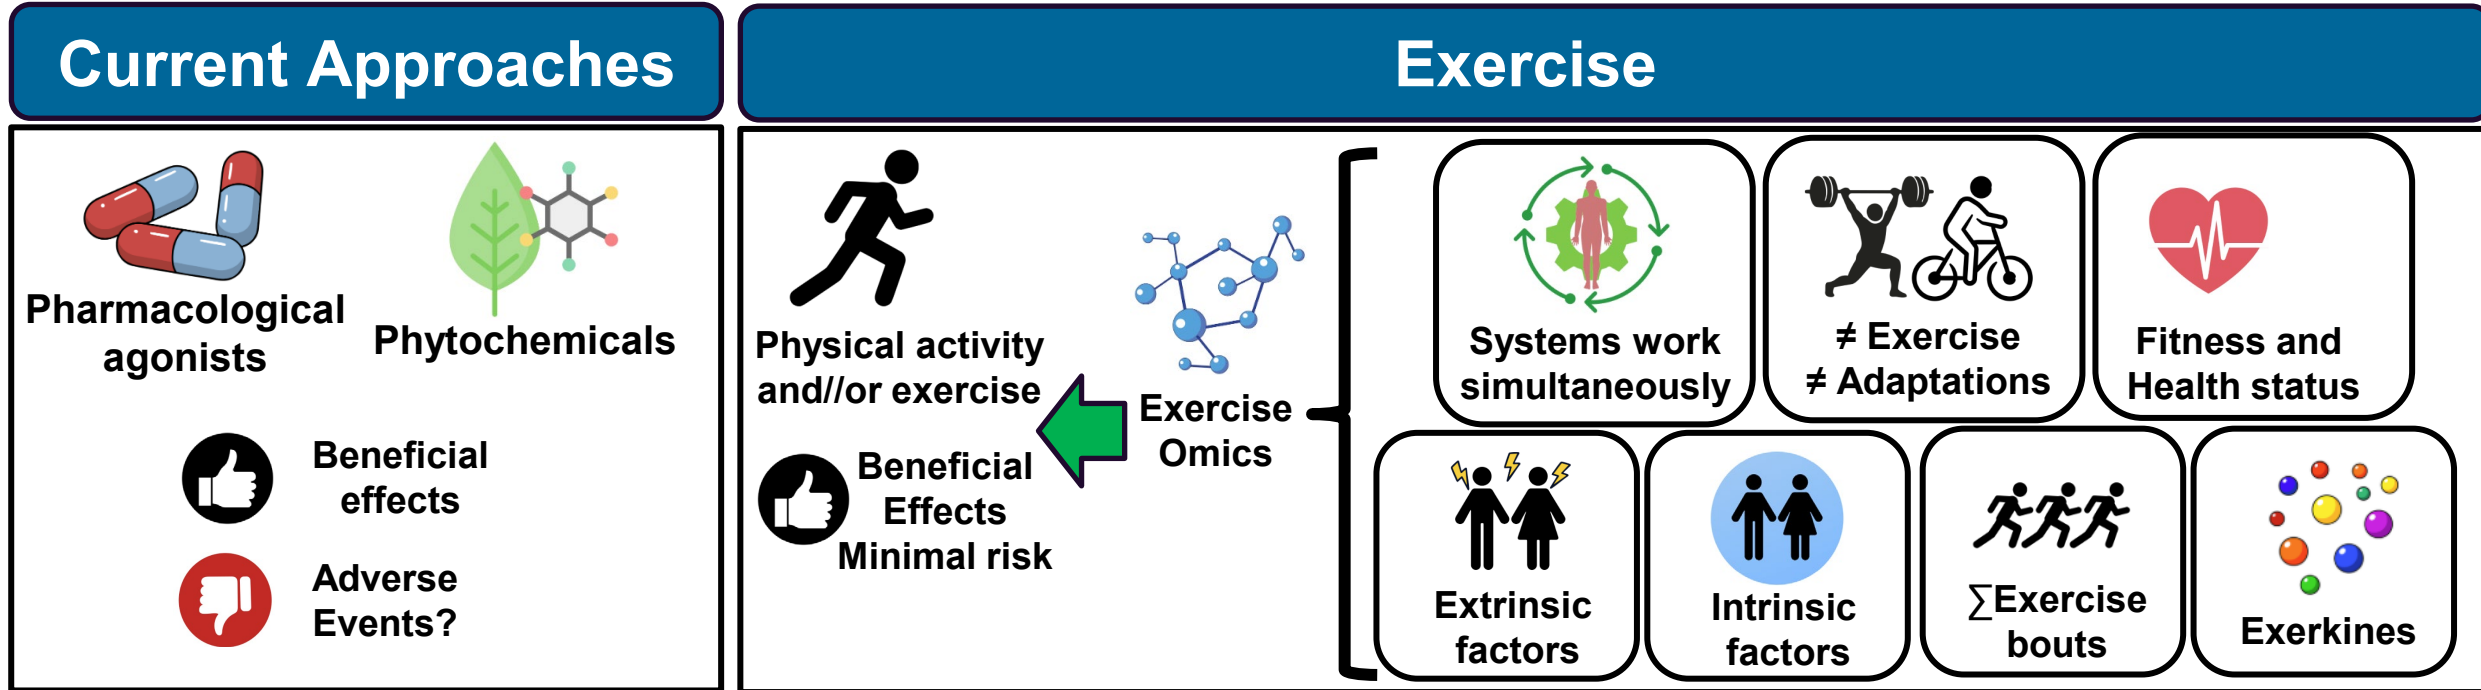 Current Approaches
Exercise
Pharmacological
agonists
Phytochemicals
Beneficial
effects
Adverse
Events?
Physical activity
and//or exercise
Beneficial
Effects
Minimal risk
Exercise
Omics
Systems work
simultaneously
≠ Exercise
≠ Adaptations
Fitness and
Health status
Extrinsic
factors
Intrinsic
factors
∑Exercise
bouts
Exerkines